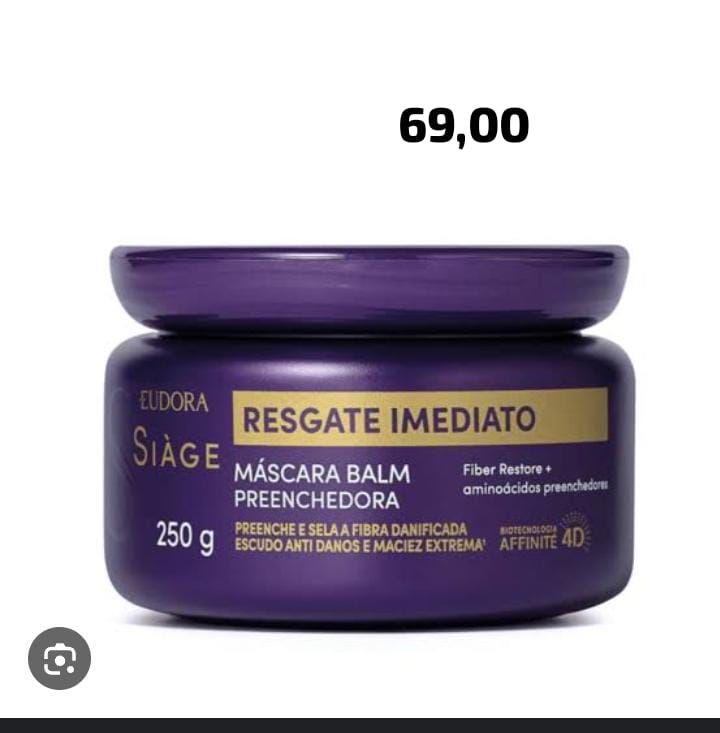 69,00
EUDORA
SIÀGE
250 g
RESGATE IMEDIATO
MÁSCARA BALM
PREENCHEDORA
Fiber Restore +
aminoácidos preenchedores
PREENCHE E SELA A FIBRA DANIFICADA
ESCUDO ANTI DANOS E MACIEZ EXTREMA¹
BIOTECNOLOGIA
AFFINITÉ 4D